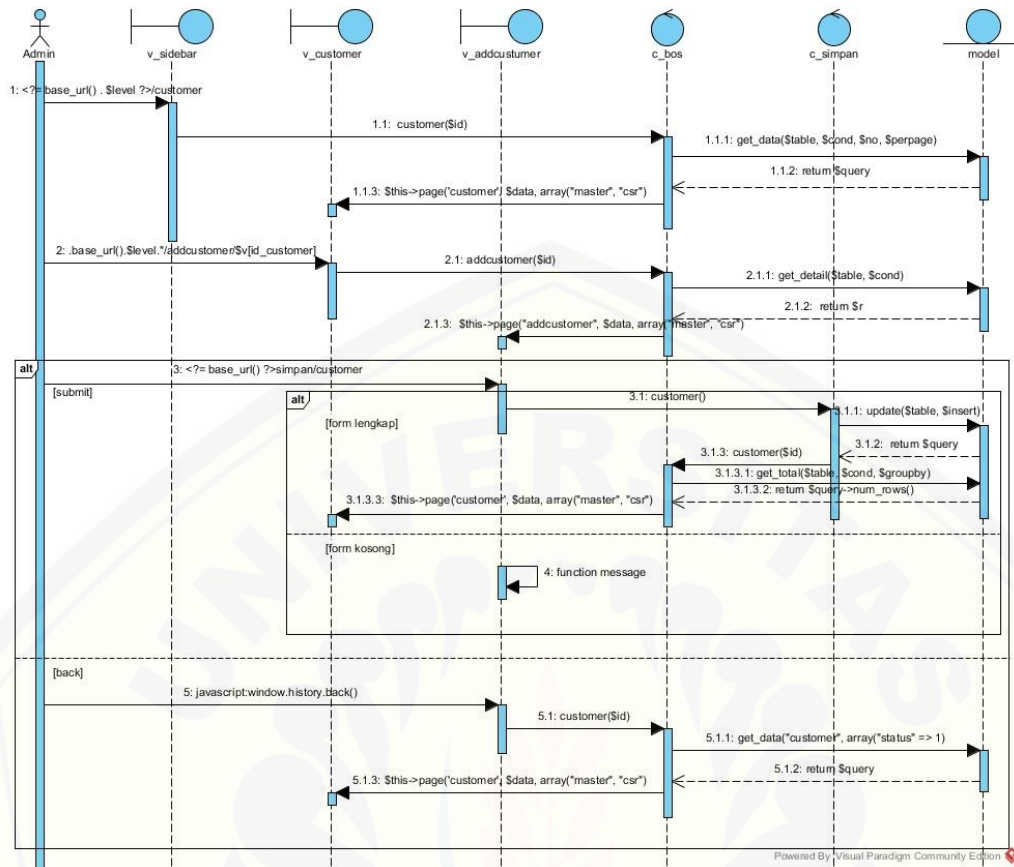 Admin
v_sidebar
v_customer
v_addcustumer
c_bos
c_simpan
model
1: <?= base_url() . $level ?>/customer
1.1: customer($id)
1.1.1: get_data($table, $cond, $no, $perpage)
1.1.2: return $query
1.1.3: $this->page('customer', $data, array("master", "csr")
2: .base_url().$level."/addcustomer/$v[id_customer]
2.1: addcustomer($id)
2.1.1: get_detail($table, $cond)
2.1.2: return $r
2.1.3: $this->page("addcustomer", $data, array("master", "csr")
alt
3: <?= base_url() ?>simpan/customer
[submit]
alt
3.1: customer()
3.1.1: update($table, $insert)
[form lengkap]
3.1.2: return $query
3.1.3: customer($id)
3.1.3.1: get_total($table, $cond, $groupby)
3.1.3.2: return $query->num_rows()
3.1.3.3: $this->page('customer', $data, array("master", "csr")
[form kosong]
4: function message
[back]
5: javascript:window.history.back()
5.1: customer($id)
5.1.1: get_data("customer", array("status" => 1)
5.1.2: return $query
5.1.3: $this->page('customer', $data, array("master", "csr")
UNIVERSITAS
Powered By Visual Paradigm Community Edition